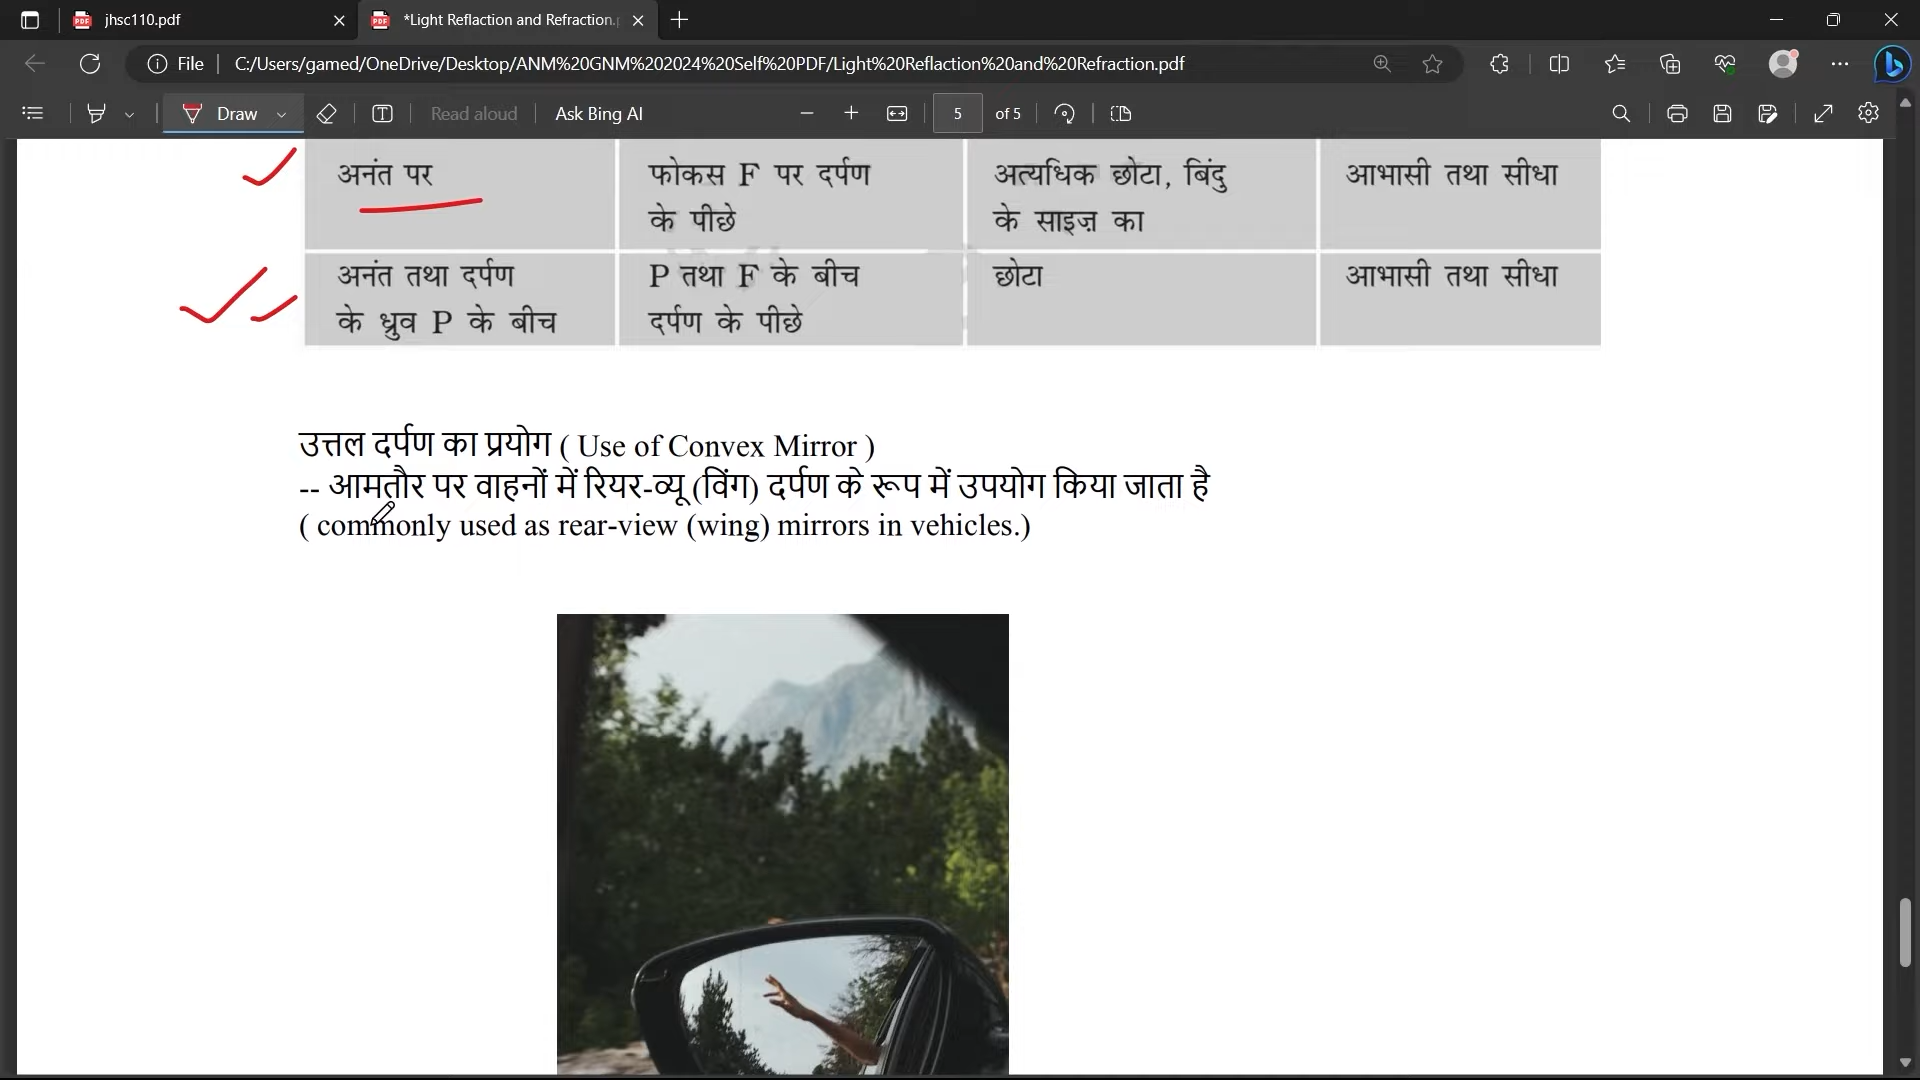 jhsc110.pdf
*Light Reflaction and Refraction.
File
C:/Users/gamed/OneDrive/Desktop/ANM%20GNM%202024%20Self%20PDF/Light%20Reflaction%20and%20Refraction.pdf
Draw
Read aloud
Ask Bing AI
5
of 5
अनंत पर
फोकस F पर दर्पण
के पीछे
अत्यधिक छोटा, बिंदु
के साइज़ का
आभासी तथा सीधा
अनंत तथा दर्पण
के ध्रुव P के बीच
P तथा F के बीच
दर्पण के पीछे
छोटा
आभासी तथा सीधा
उत्तल दर्पण का प्रयोग ( Use of Convex Mirror )
-- आमतौर पर वाहनों में रियर-व्यू (विंग) दर्पण के रूप में उपयोग किया जाता है
( commonly used as rear-view (wing) mirrors in vehicles.)